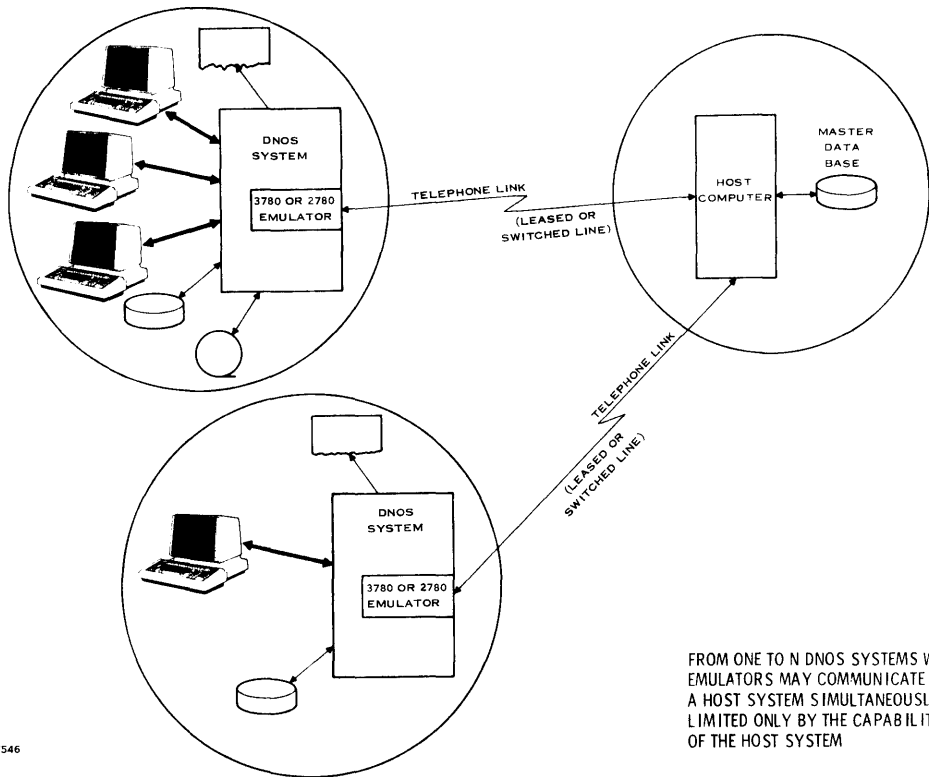 DNOS
SYSTEM
3780 OR 2780
EMULATOR
TELEPHONE LINK
(LEASED OR
SWITCHED LINE)
HOST
COMPUTER
MASTER
DATA
BASE
TELEPHONE LINK
(LEASED OR
SWITCHED LINE)
DNOS
SYSTEM
3780 OR 2780
EMULATOR
FROM ONE TO N DNOS SYSTEMS
EMULATORS MAY COMMUNICATE
A HOST SYSTEM SIMULTANEOUSL
LIMITED ONLY BY THE CAPABILIT
OF THE HOST SYSTEM
546